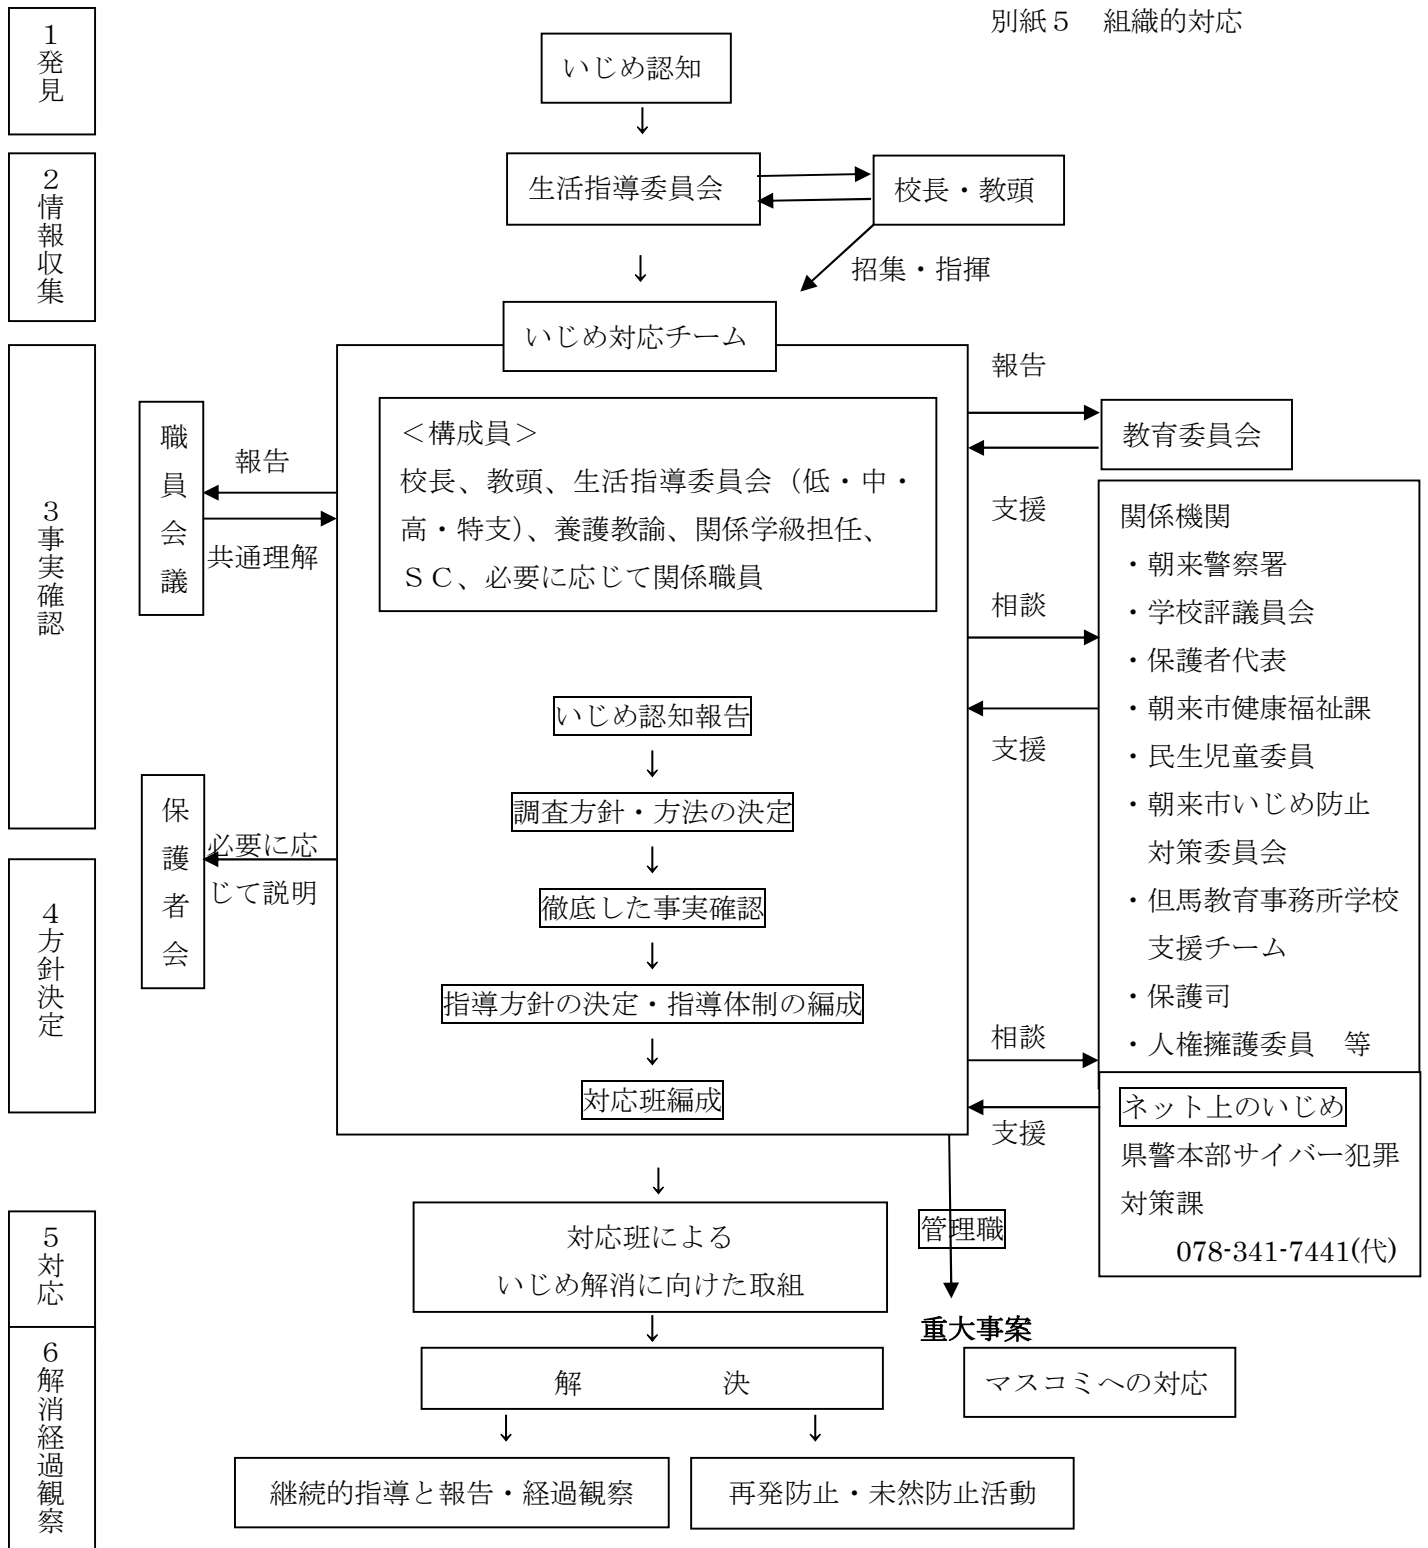 別紙５　組織的対応
１発見
いじめ認知
↓
２情報収集
生活指導委員会
校長・教頭
↓
招集・指揮
いじめ対応チーム
３事実確認
＜構成員＞
校長、教頭、生活指導委員会（低・中・
高・特支）、養護教諭、関係学級担任、
ＳＣ、必要に応じて関係職員
職員会議
報告
共通理解
報告
教育委員会
支援
関係機関
・朝来警察署
・学校評議員会
・保護者代表
・朝来市健康福祉課
・民生児童委員
・朝来市いじめ防止
対策委員会
・但馬教育事務所学校
支援チーム
・保護司
・人権擁護委員　等
相談
支援
いじめ認知報告
↓
調査方針・方法の決定
↓
徹底した事実確認
↓
指導方針の決定・指導体制の編成
↓
対応班編成
保護者会
必要に応
じて説明
４方針決定
相談
支援
ネット上のいじめ
県警本部サイバー犯罪
対策課
078-341-7441(代)
↓
５対応
対応班による
いじめ解消に向けた取組
管理職
重大事案
↓
６解消経過観察
解　　　　　決
マスコミへの対応
↓
↓
継続的指導と報告・経過観察
再発防止・未然防止活動